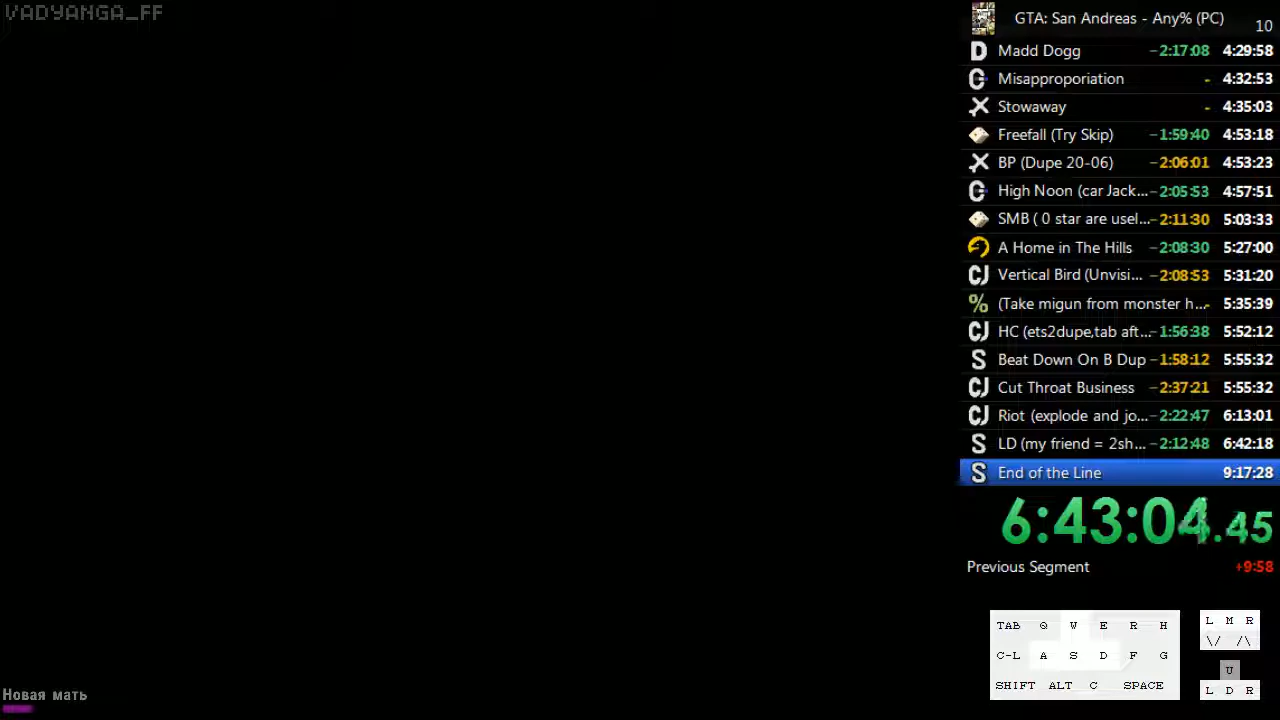 VADYANGA_FF
GTA: San Andreas - Any% (PC)
10
Madd Dogg -2:17:08 4:29:58
Misapproporiation - 4:32:53
Stowaway - 4:35:03
Freefall (Try Skip) -1:59:40 4:53:18
BP (Dupe 20-06) -2:06:01 4:53:23
High Noon (car Jack... -2:05:53 4:57:51
SMB ( 0 star are usel... -2:11:30 5:03:33
A Home in The Hills -2:08:30 5:27:00
Vertical Bird (Unvisi... -2:08:53 5:31:20
% (Take migun from monster h... - 5:35:39
HC (ets2dupe,tab aft... -1:56:38 5:52:12
S Beat Down On B Dup -1:58:12 5:55:32
Cut Throat Business -2:37:21 5:55:32
Riot (explode and jo... -2:22:47 6:13:01
S LD (my friend = 2sh... -2:12:48 6:42:18
S End of the Line 9:17:28
6:43:04.45
Previous Segment +9:58
TAB Q W E R H
C-L A S D F G
SHIFT ALT C SPACE
L M R
\/ /\
U
L D R
Новая мать